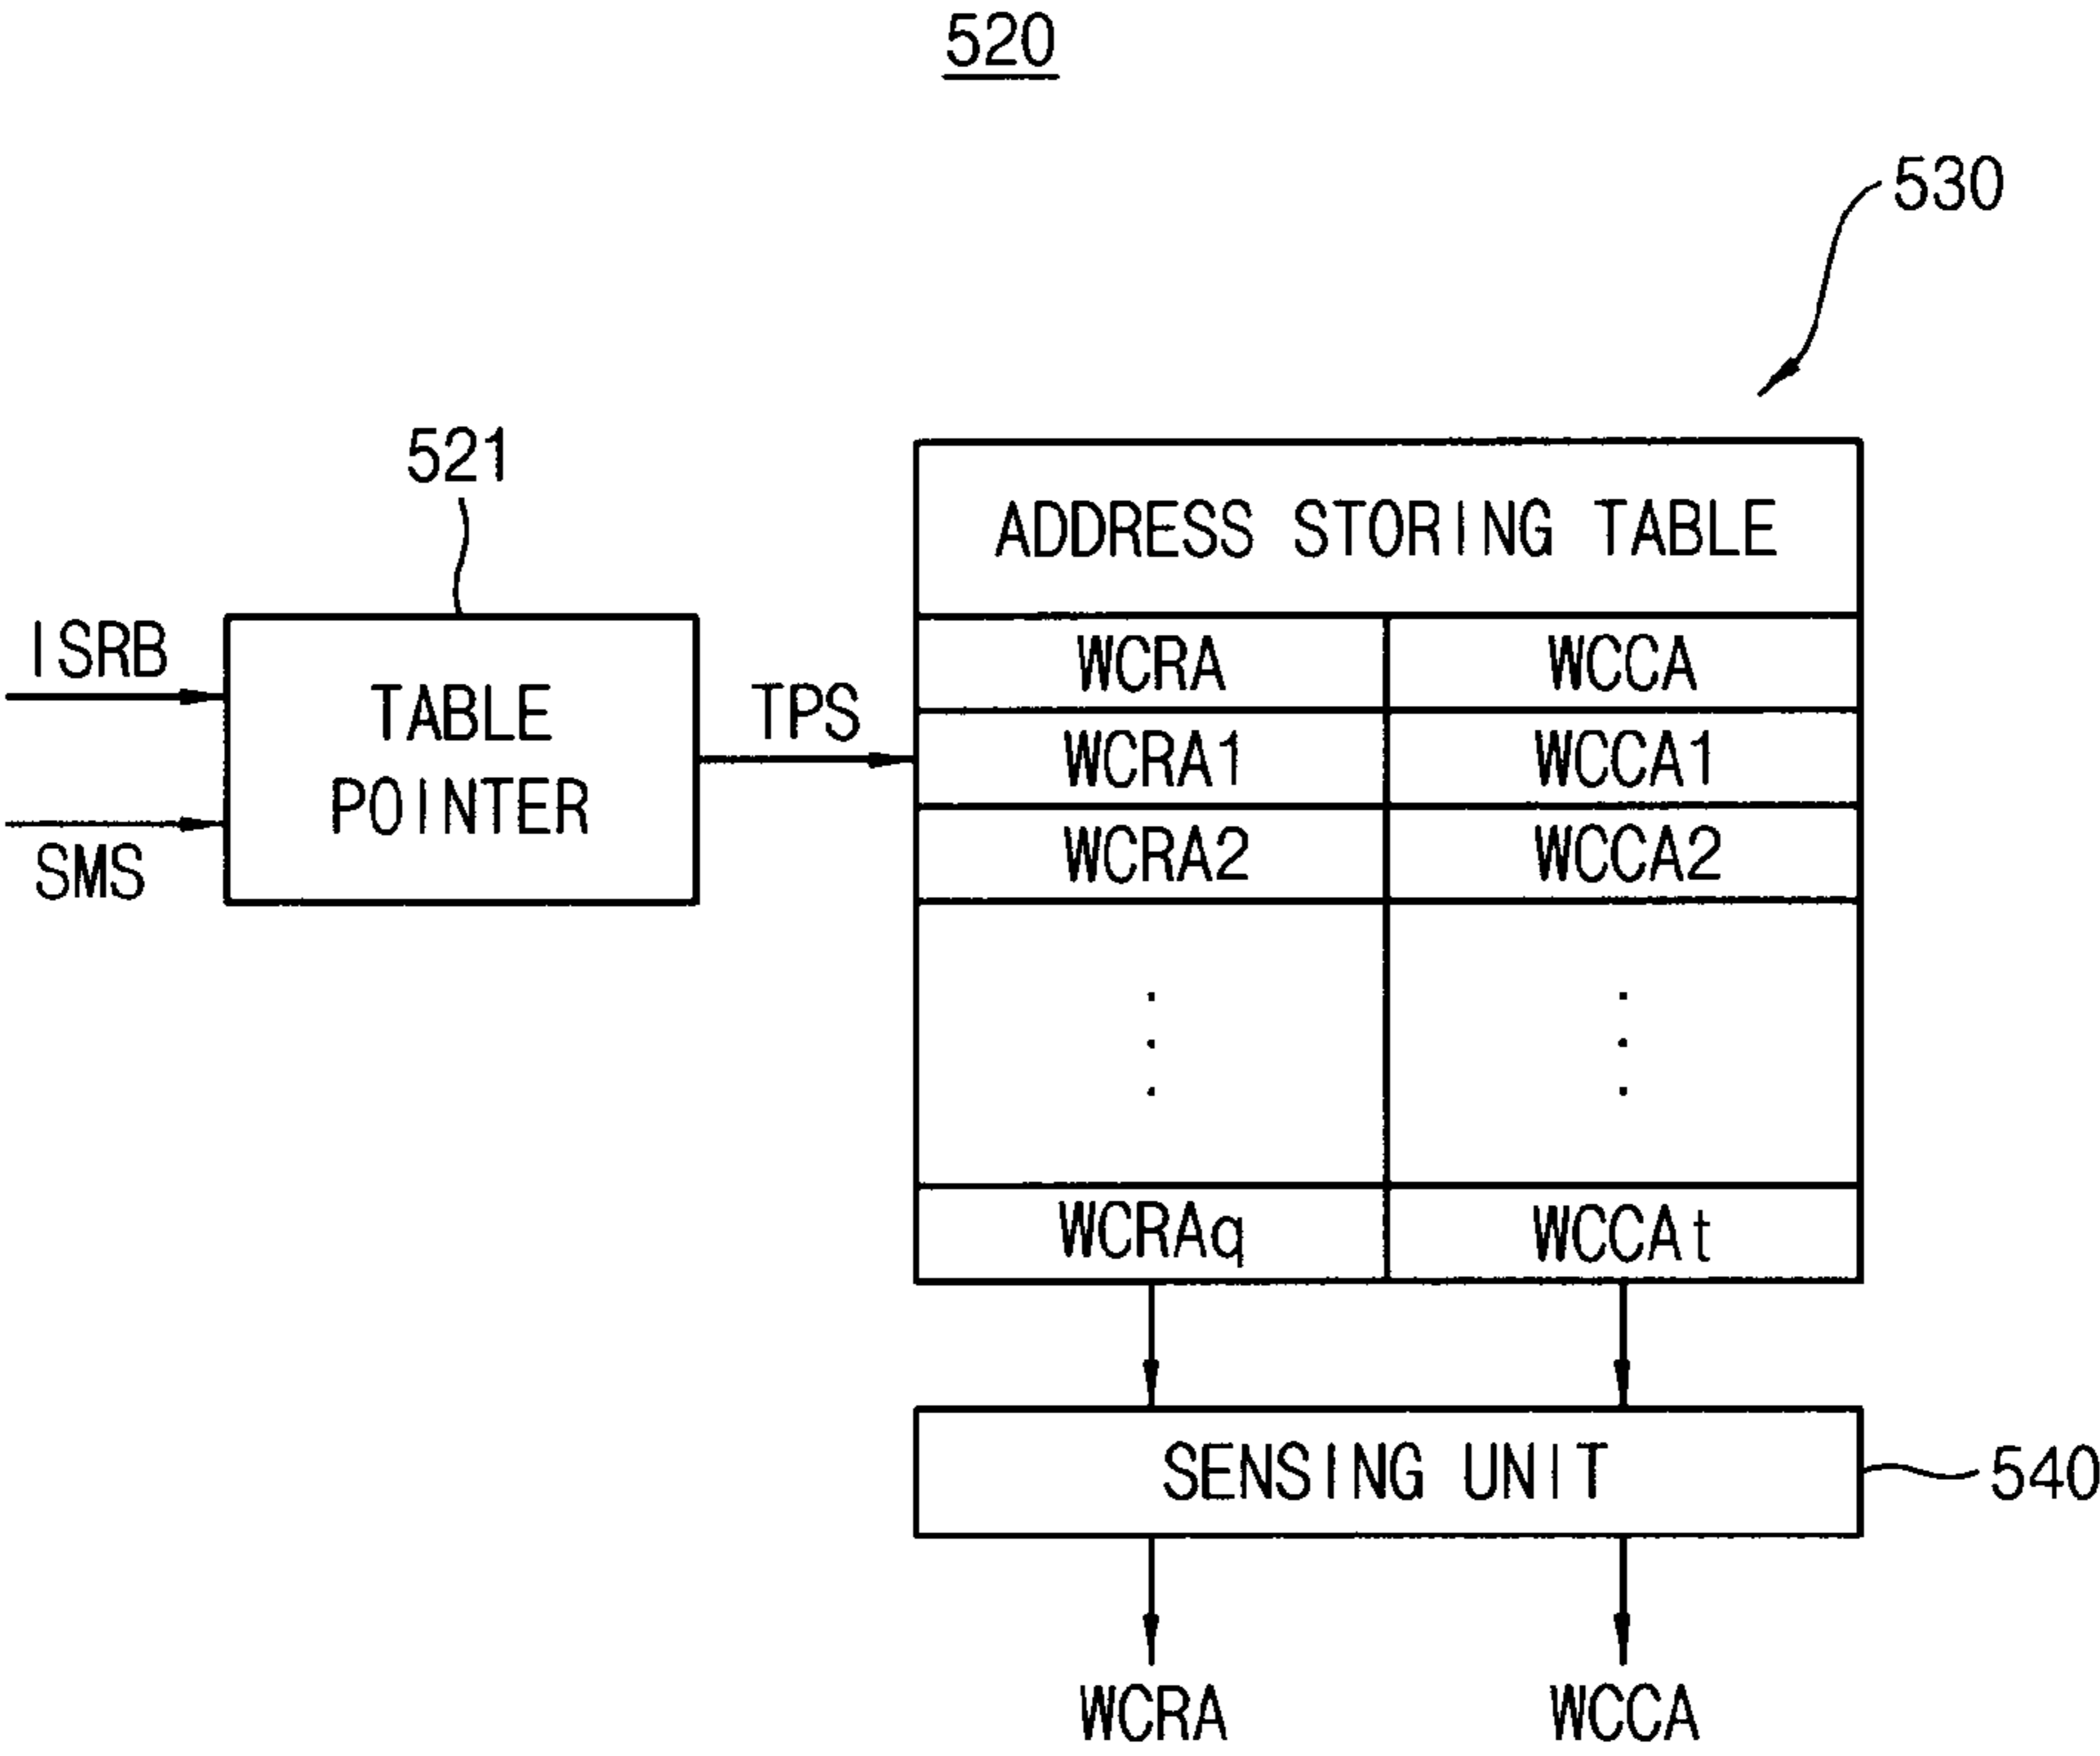 520
530
521
ADDRESS STORING TABLE
ISRB
SMS
TABLE
POINTER
TPS
WCRA WCCA
WCRA1 WCCA1
WCRA2 WCCA2
WCRAq WCCAt
SENSING UNIT
540
WCRA WCCA